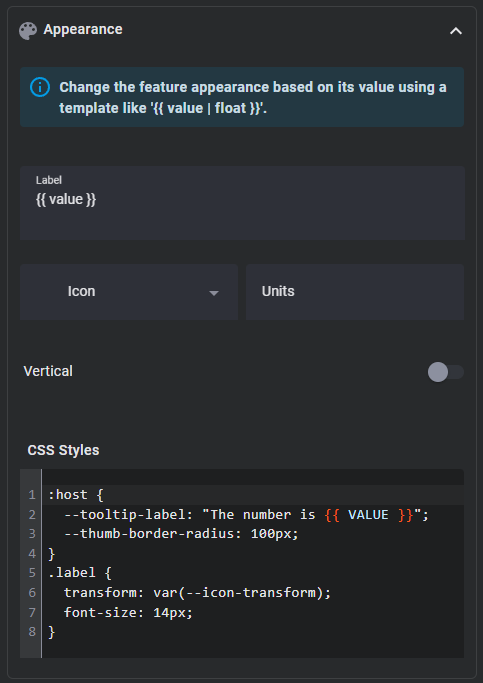 Appearance
Change the feature appearance based on its value using a
template like '{{ value | float }}'.
Label
{{ value }}
Icon
Units
Vertical
CSS Styles
1 :host {
2   --tooltip-label: "The number is {{ VALUE }}";
3   --thumb-border-radius: 100px;
4 }
5 .label {
6   transform: var(--icon-transform);
7   font-size: 14px;
8 }